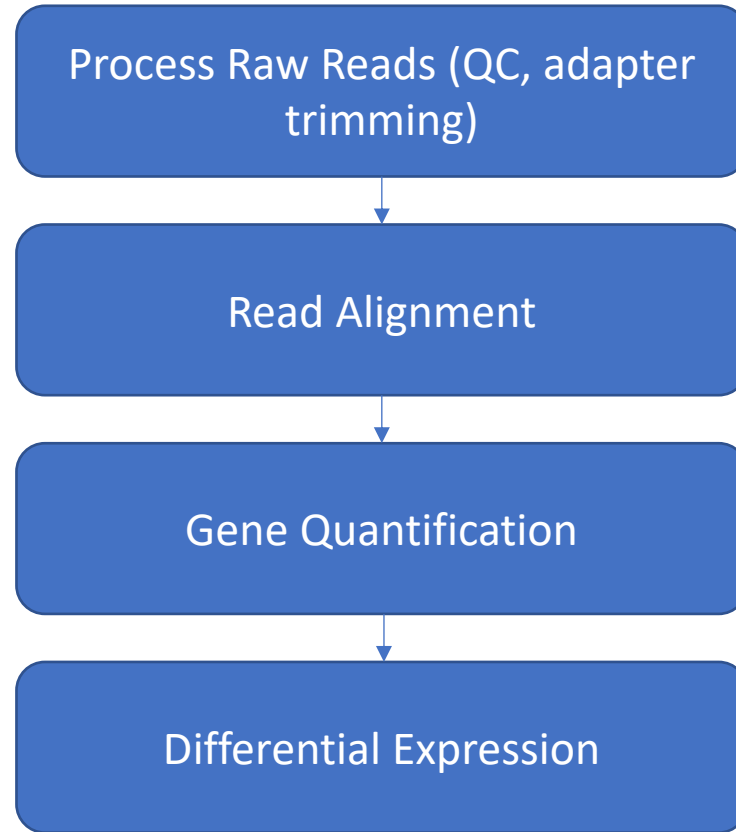 Process Raw Reads (QC, adapter
trimming)
Read Alignment
Gene Quantification
Differential Expression